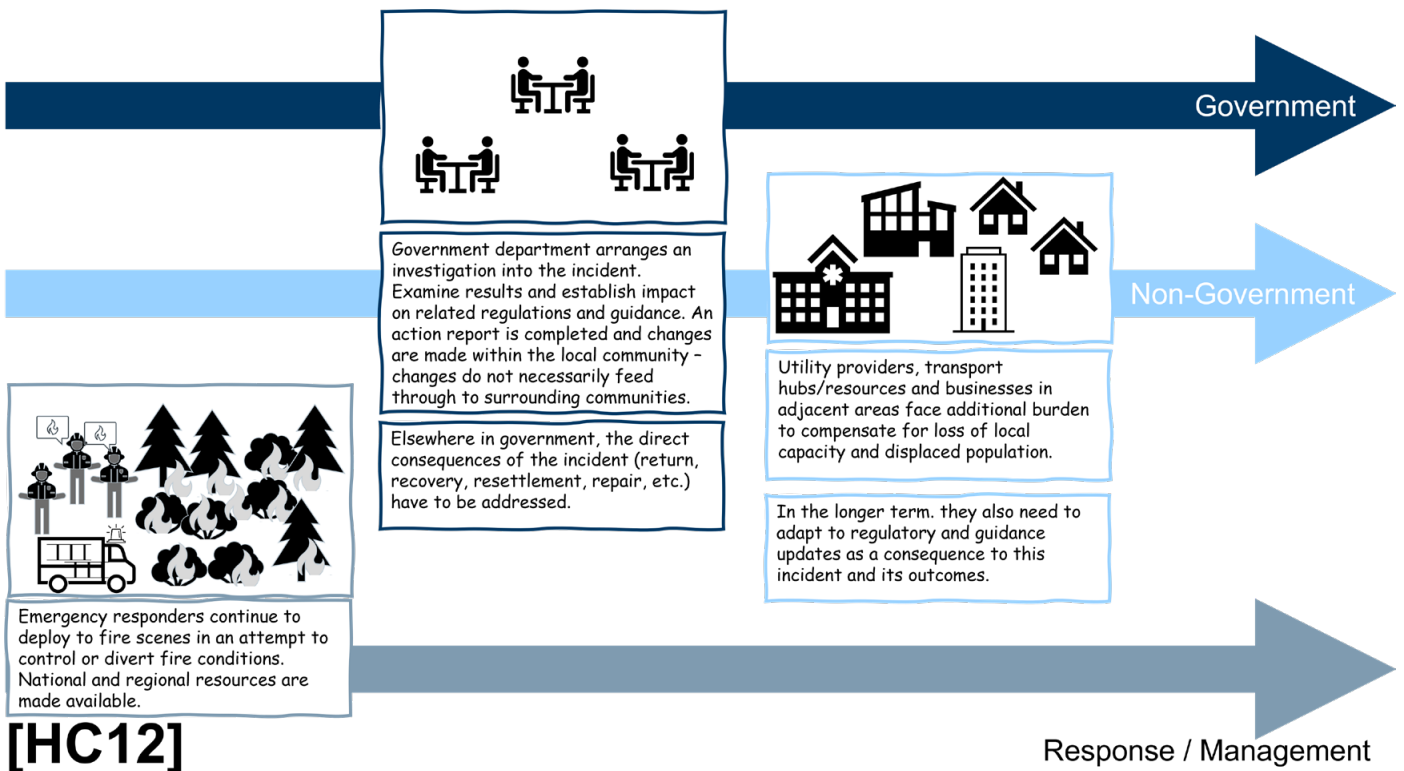 Government
Government department arranges an
investigation into the incident.
Examine results and establish impact
on related regulations and guidance. An
action report is completed and changes
are made within the local community –
changes do not necessarily feed
through to surrounding communities.
Elsewhere in government, the direct
consequences of the incident (return,
recovery, resettlement, repair, etc.)
have to be addressed.
Non-Government
Utility providers, transport
hubs/resources and businesses in
adjacent areas face additional burden
to compensate for loss of local
capacity and displaced population.
In the longer term. they also need to
adapt to regulatory and guidance
updates as a consequence to this
incident and its outcomes.
Emergency responders continue to
deploy to fire scenes in an attempt to
control or divert fire conditions.
National and regional resources are
made available.
[HC12]
Response / Management